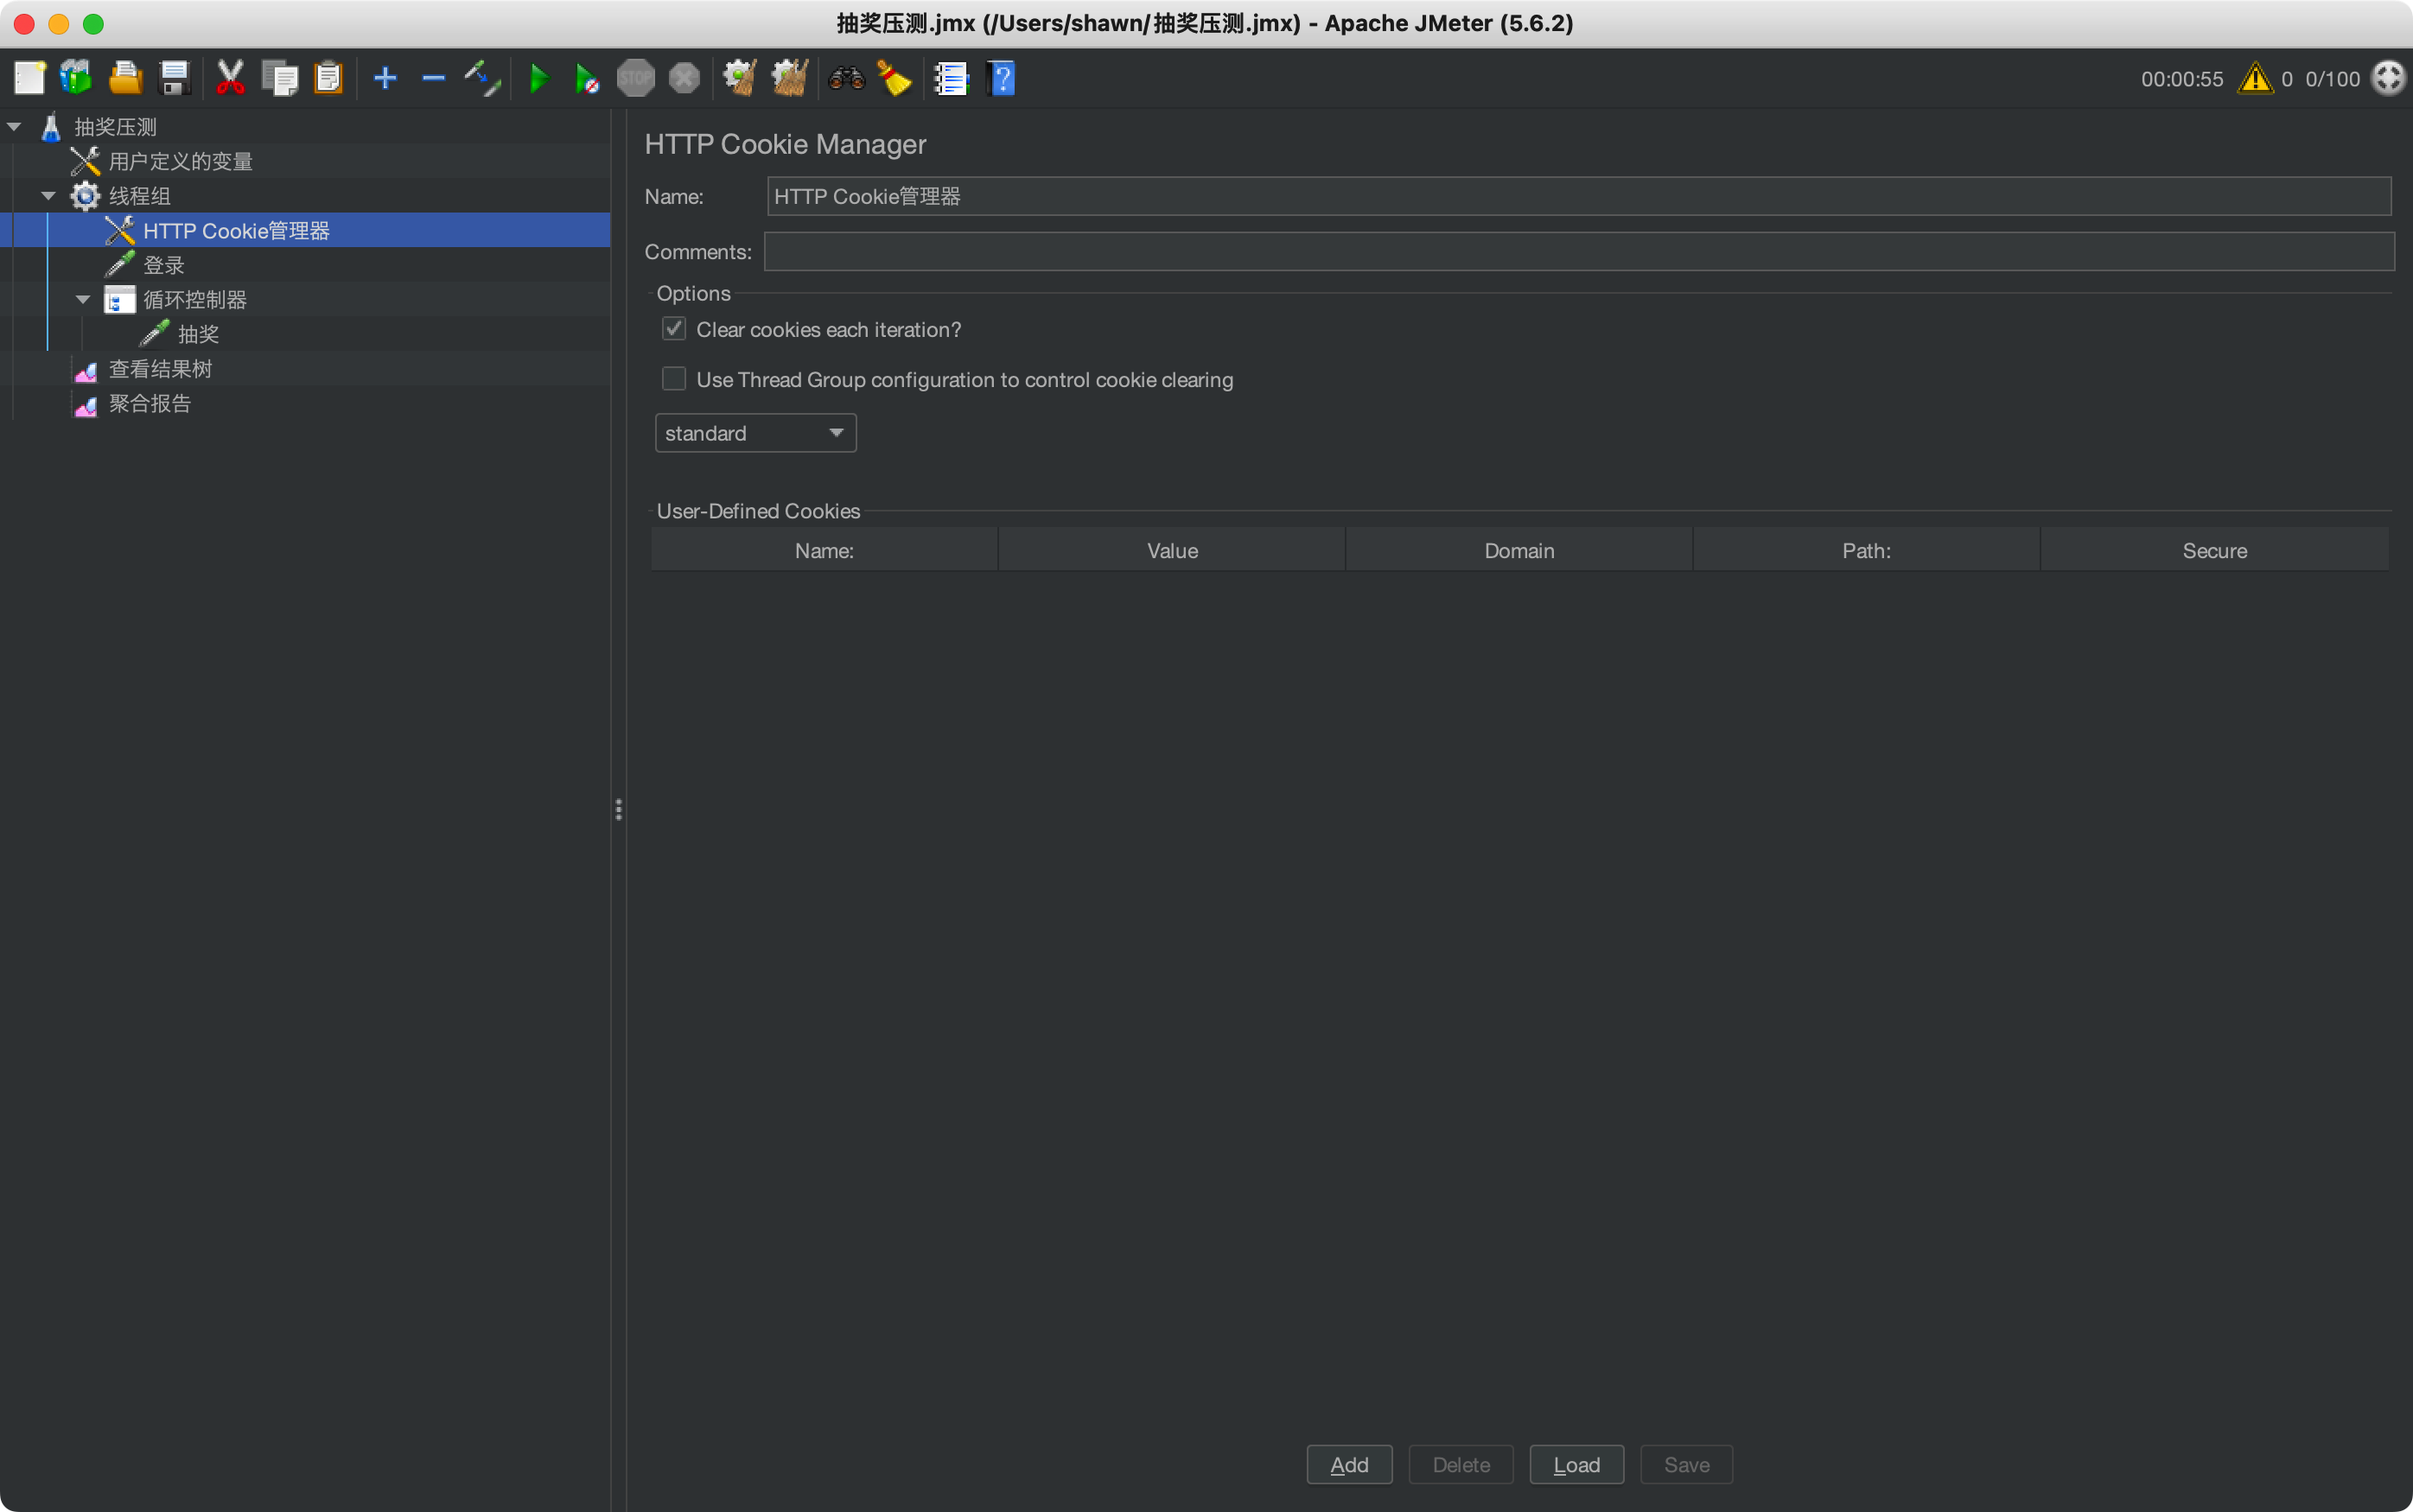 抽奖压测.jmx (/Users/shawn/抽奖压测.jmx) - Apache JMeter (5.6.2)
STOP
?
00:00:55 0 0/100
抽奖压测
用户定义的变量
线程组
HTTP Cookie管理器
登录
循环控制器
抽奖
查看结果树
聚合报告
HTTP Cookie Manager
Name: HTTP Cookie管理器
Comments:
Options
Clear cookies each iteration?
Use Thread Group configuration to control cookie clearing
standard
User-Defined Cookies
Name: Value Domain Path: Secure
Add Delete Load Save